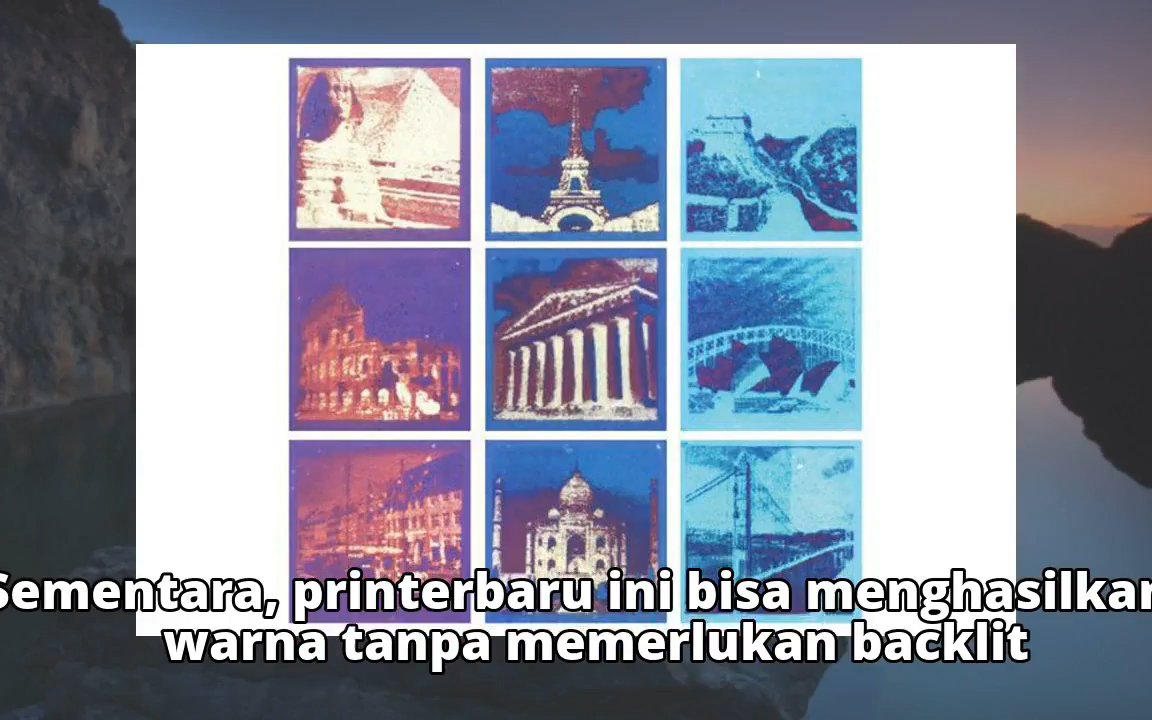 Sementara, printerbaru ini bisa menghasilkan
warna tanpa memerlukan backlit